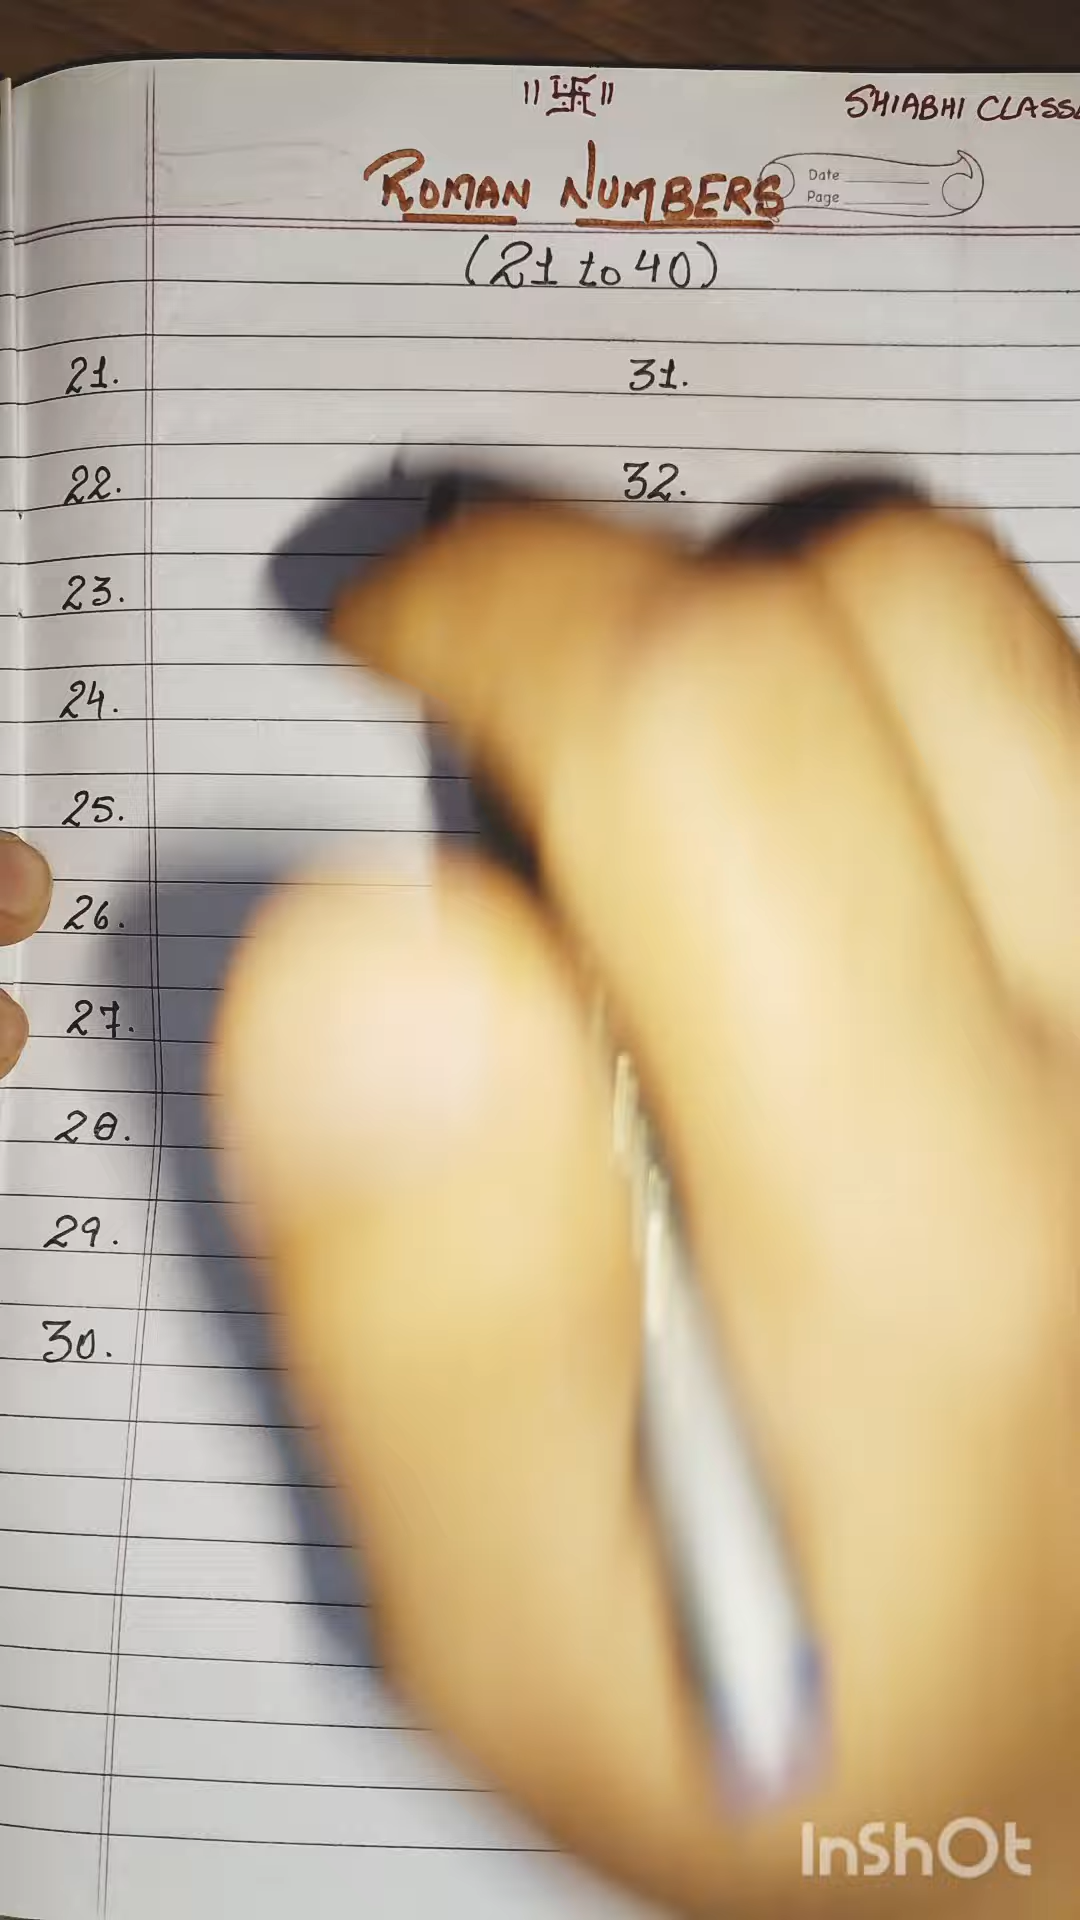 || 卐 ||
SHIABHI CLASSE
ROMAN NUMBERS
Date
Page
(21 to 40)
21. 31.
22. 32.
23.
24.
25.
26.
27.
28.
29.
30.
InShOt